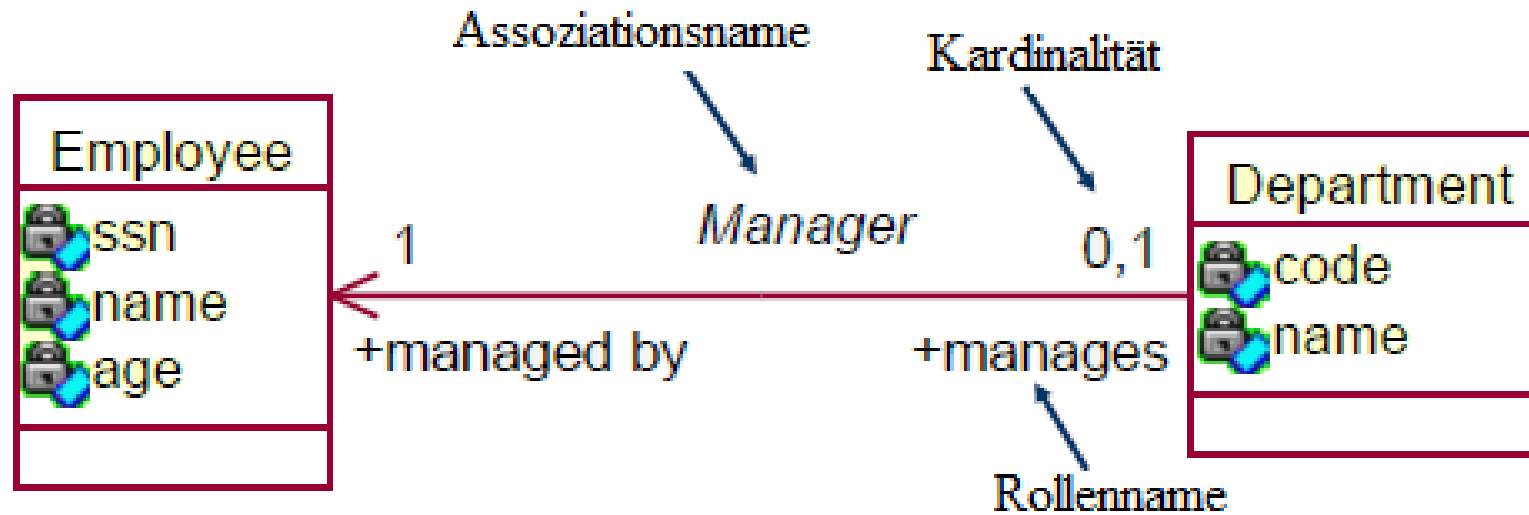 Assoziationsname
Kardinalität
Employee
ssn
name
age
1
Manager
0,1
+managed by
+manages
Department
code
name
Rollenname